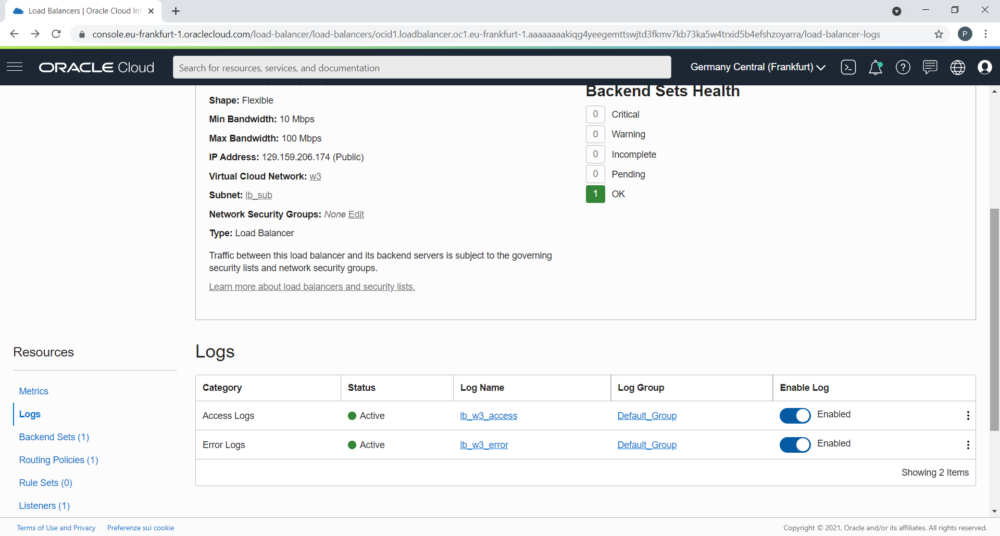 Load Balancers | Oracle Cloud Inf
console.eu-frankfurt-1.oraclecloud.com/load-balancer/load-balancers/ocid1.loadbalancer.oc1.eu-frankfurt-1.aaaaaaaakiqg4yeegemttswjtd3fkmv7kb73ka5w4trxid5b4efshzoyarra/load-balancer-logs
P
ORACLE Cloud
Search for resources, services, and documentation
Germany Central (Frankfurt)
Shape: Flexible
Min Bandwidth: 10 Mbps
Max Bandwidth: 100 Mbps
IP Address: 129.159.206.174 (Public)
Virtual Cloud Network: w3
Subnet: lb_sub
Network Security Groups: None Edit
Type: Load Balancer
Traffic between this load balancer and its backend servers is subject to the governing
security lists and network security groups.
Learn more about load balancers and security lists.
Backend Sets Health
0 Critical
0 Warning
0 Incomplete
0 Pending
1 OK
Resources
Metrics
Logs
Backend Sets (1)
Routing Policies (1)
Rule Sets (0)
Listeners (1)
Logs
Category Status Log Name Log Group Enable Log
Access Logs Active lb_w3_access Default_Group Enabled
Error Logs Active lb_w3_error Default_Group Enabled
Showing 2 Items
Terms of Use and Privacy Preferenze sui cookie
Copyright © 2021, Oracle and/or its affiliates. All rights reserved.